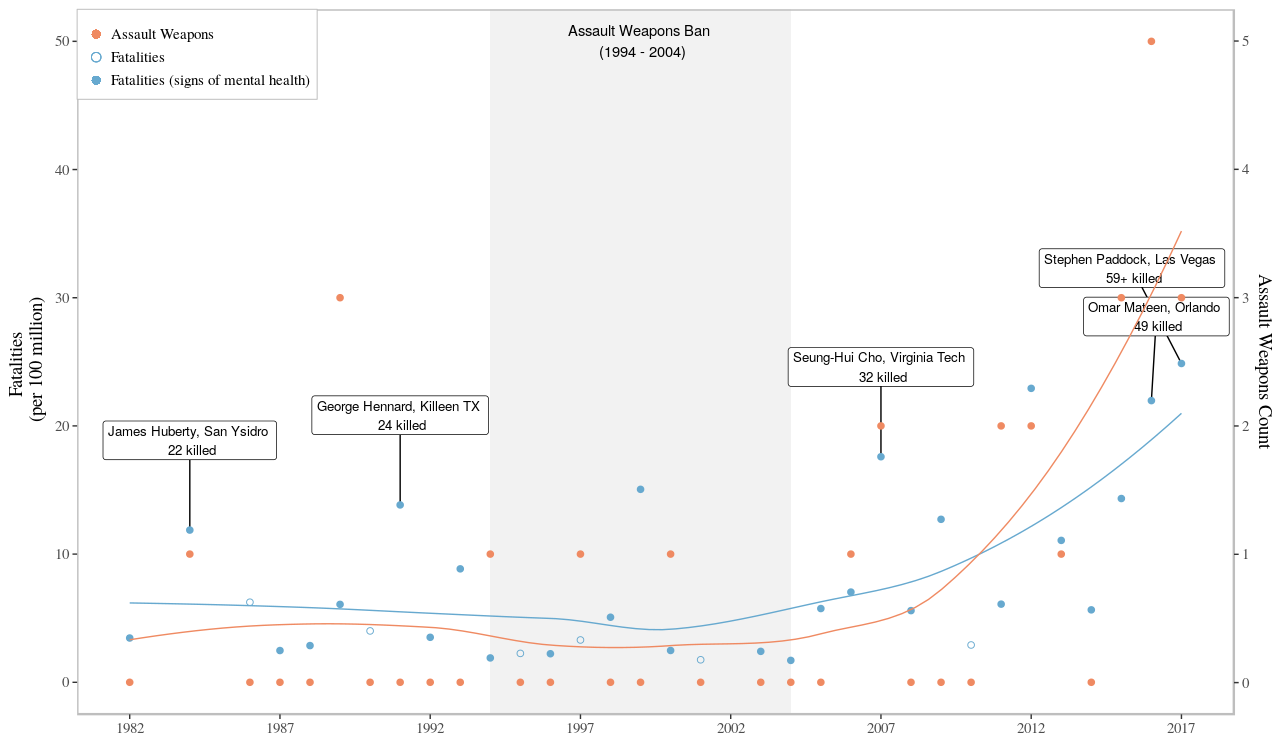 Assault Weapons
Fatalities
Fatalities (signs of mental health)
Assault Weapons Ban
(1994 - 2004)
Stephen Paddock, Las Vegas
59+ killed
Omar Mateen, Orlando
49 killed
Seung-Hui Cho, Virginia Tech
32 killed
George Hennard, Killeen TX
24 killed
James Huberty, San Ysidro
22 killed
Fatalities
(per 100 million)
50
40
30
20
10
0
Assault Weapons Count
5
4
3
2
1
0
1982 1987 1992 1997 2002 2007 2012 2017